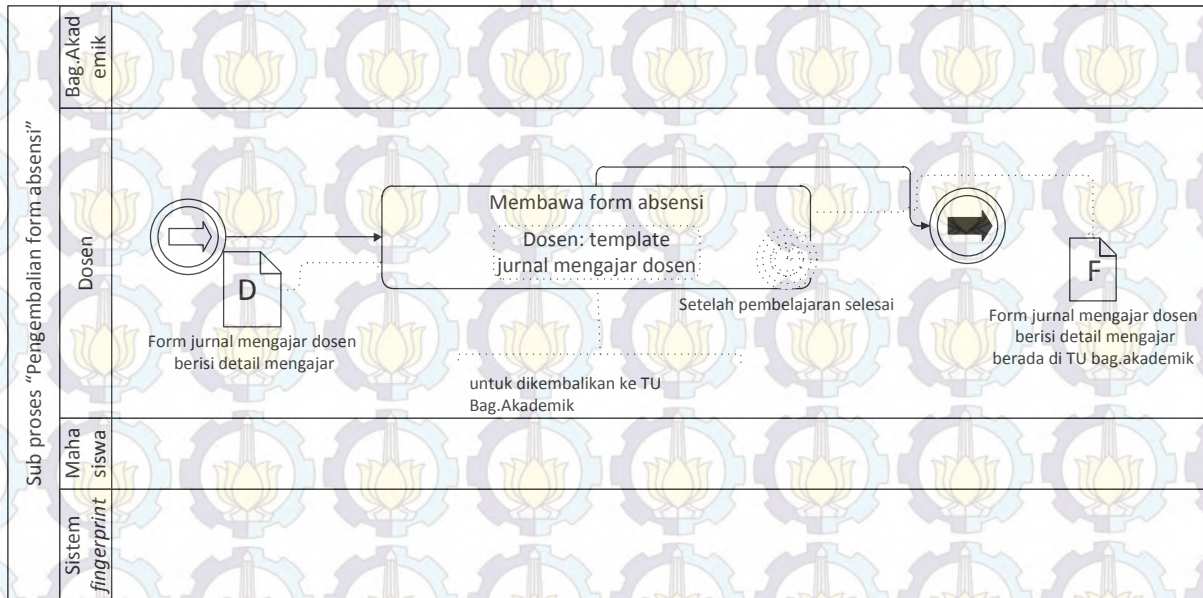 Sub proses “Pengembalian form absensi”
Bag.Akad
emik
Dosen
Membawa form absensi
Dosen: template
jurnal mengajar dosen
D
Form jurnal mengajar dosen
berisi detail mengajar
Setelah pembelajaran selesai
untuk dikembalikan ke TU
Bag.Akademik
F
Form jurnal mengajar dosen
berisi detail mengajar
berada di TU bag.akademik
Maha
siswa
Sistem
fingerprint